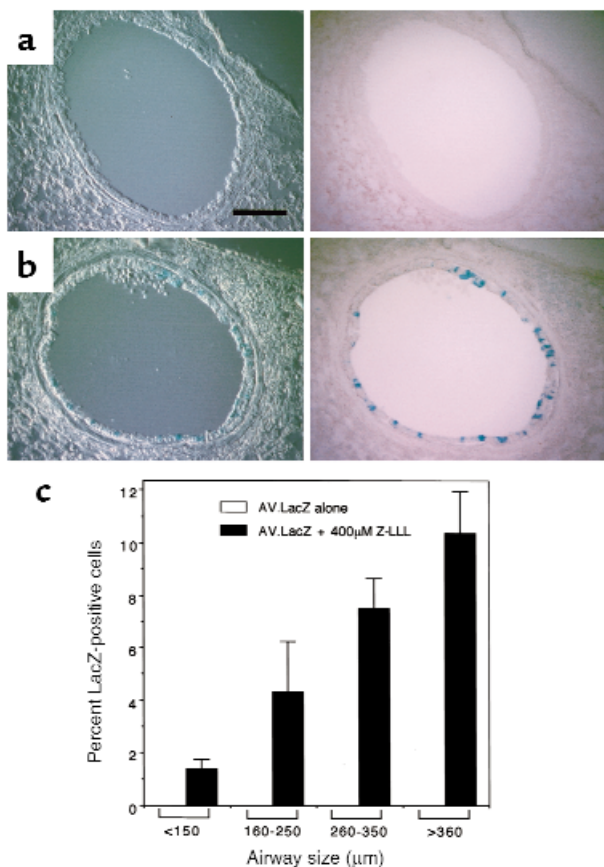 a
b
c
Percent LacZ-positive cells
12
10
8
6
4
2
0
AV.LacZ alone
AV.LacZ + 400μM Z-LLL
<150 160-250 260-350 >360
Airway size (μm)